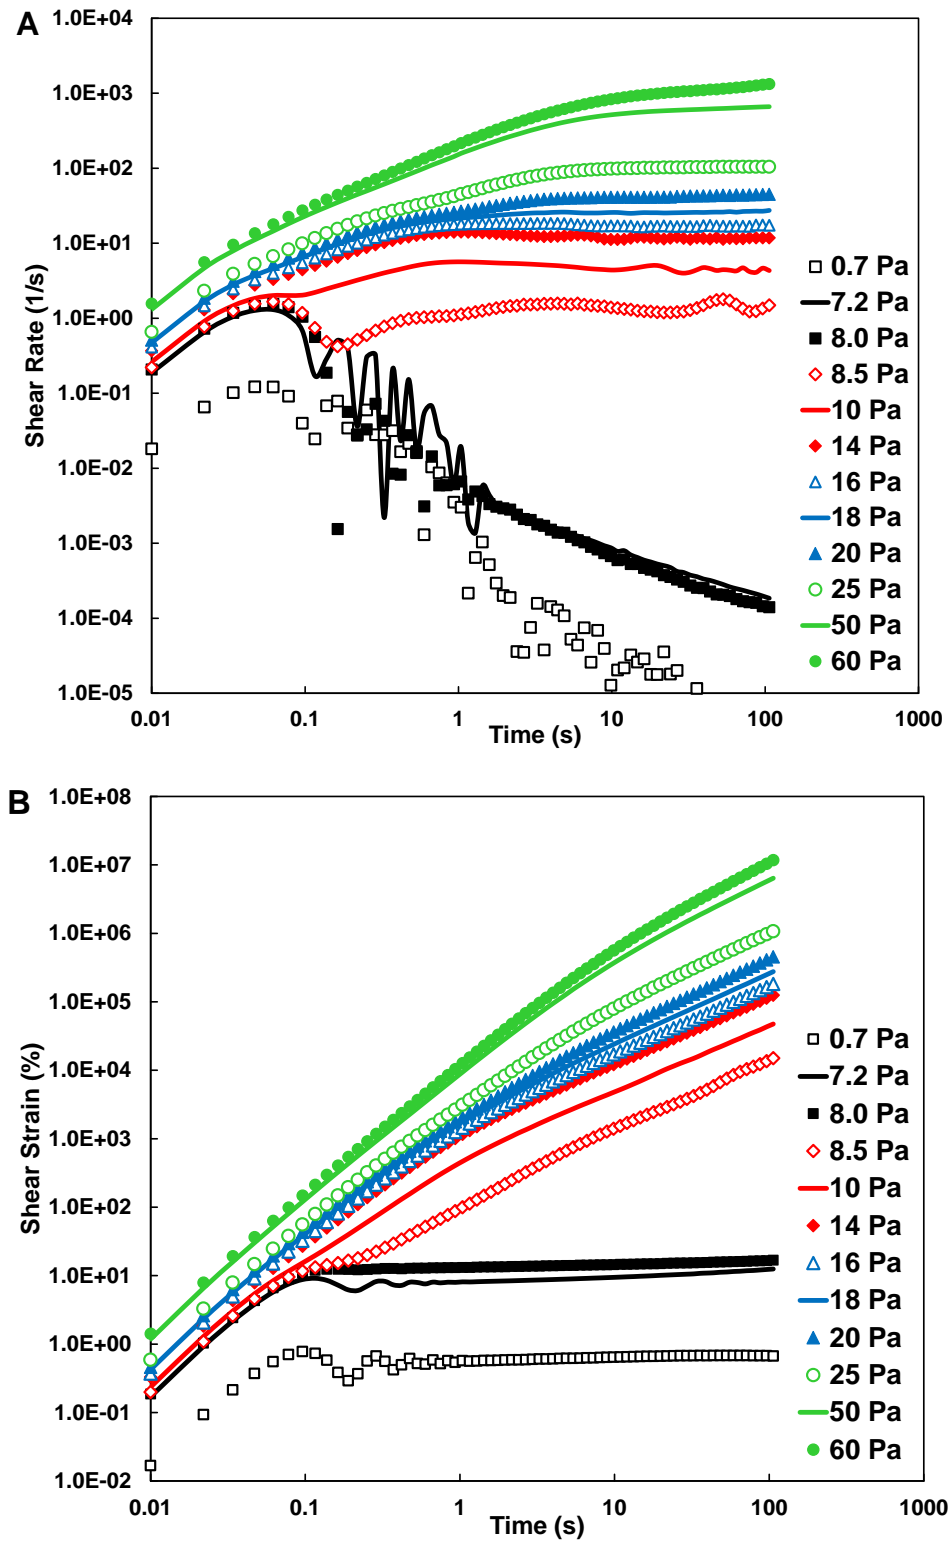 A
1.0E+04
1.0E+03
1.0E+02
1.0E+01
1.0E+00
1.0E-01
1.0E-02
1.0E-03
1.0E-04
1.0E-05
Shear Rate (1/s)
0.01 0.1 1 10 100 1000
Time (s)
0.7 Pa
7.2 Pa
8.0 Pa
8.5 Pa
10 Pa
14 Pa
16 Pa
18 Pa
20 Pa
25 Pa
50 Pa
60 Pa
B
1.0E+08
1.0E+07
1.0E+06
1.0E+05
1.0E+04
1.0E+03
1.0E+02
1.0E+01
1.0E+00
1.0E-01
1.0E-02
Shear Strain (%)
0.01 0.1 1 10 100 1000
Time (s)
0.7 Pa
7.2 Pa
8.0 Pa
8.5 Pa
10 Pa
14 Pa
16 Pa
18 Pa
20 Pa
25 Pa
50 Pa
60 Pa